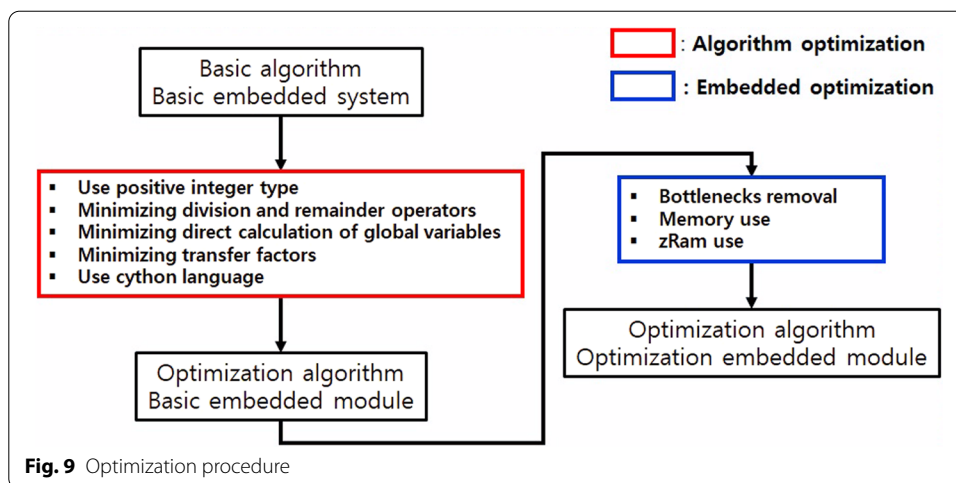 : Algorithm optimization
: Embedded optimization
Basic algorithm
Basic embedded system
▪ Use positive integer type
▪ Minimizing division and remainder operators
▪ Minimizing direct calculation of global variables
▪ Minimizing transfer factors
▪ Use cython language
Optimization algorithm
Basic embedded module
▪ Bottlenecks removal
▪ Memory use
▪ zRam use
Optimization algorithm
Optimization embedded module
Fig. 9 Optimization procedure